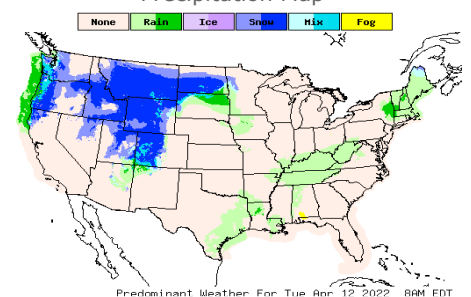 Precipitation Map
None Rain Ice Snow Mix Fog
Predominant Weather For Tue Apr 12 2022 8AM EDT